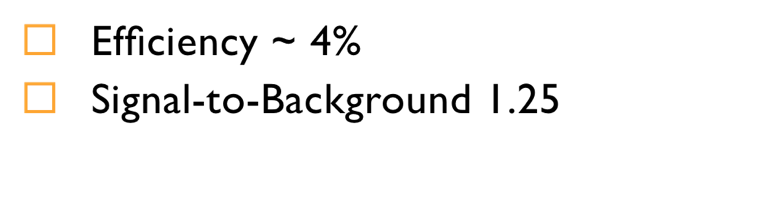 Efficiency ~ 4%
Signal-to-Background 1.25